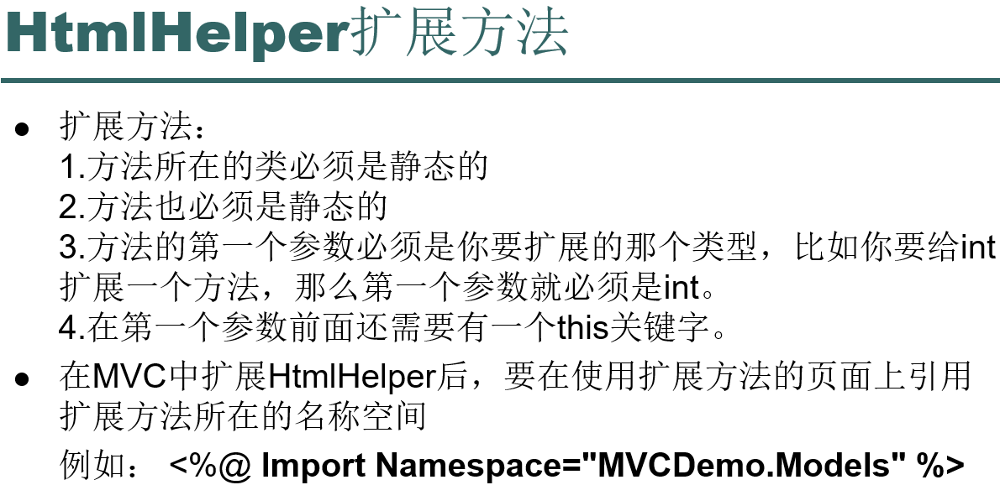 HtmlHelper扩展方法
● 扩展方法：
1.方法所在的类必须是静态的
2.方法也必须是静态的
3.方法的第一个参数必须是你要扩展的那个类型，比如你要给int
扩展一个方法，那么第一个参数就必须是int。
4.在第一个参数前面还需要有一个this关键字。
● 在MVC中扩展HtmlHelper后，要在使用扩展方法的页面上引用
扩展方法所在的名称空间
例如： <%@ Import Namespace="MVCDemo.Models" %>